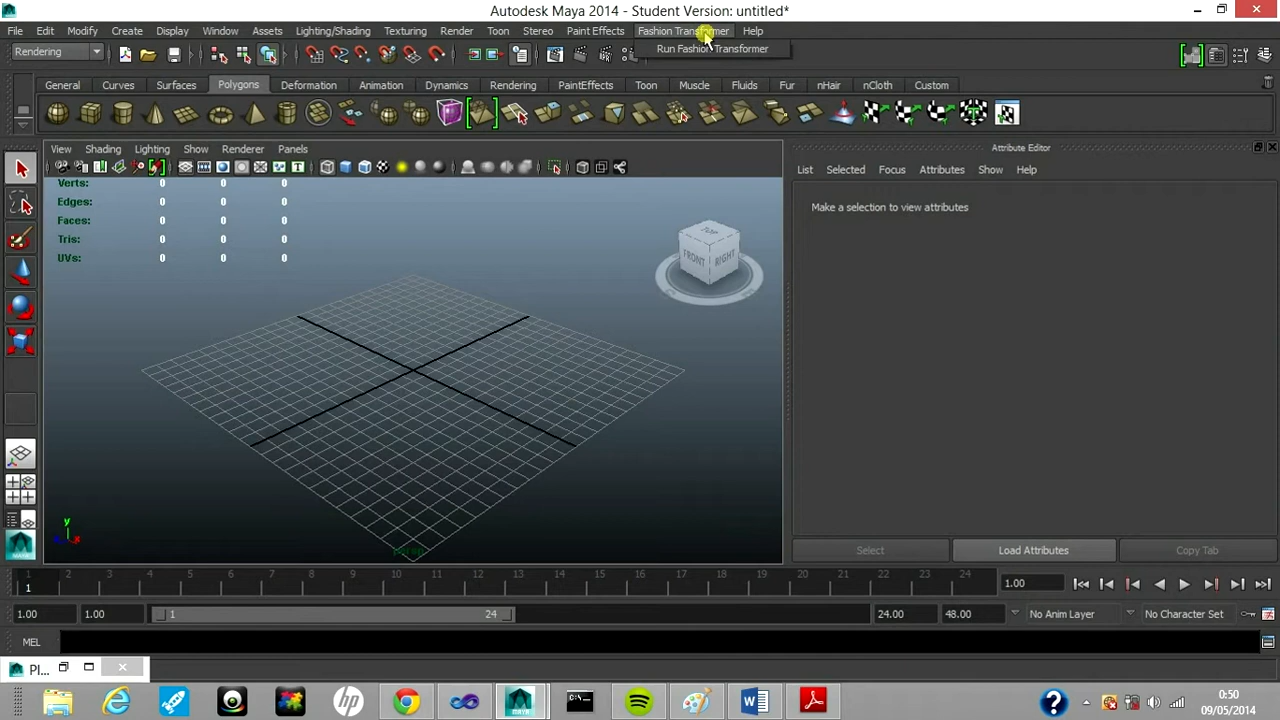 Autodesk Maya 2014 - Student Version: untitled*
File Edit Modify Create Display Window Assets Lighting/Shading Texturing Render Toon Stereo Paint Effects Fashion Transformer Help
Rendering
Run Fashion Transformer
General Curves Surfaces Polygons Deformation Animation Dynamics Rendering PaintEffects Toon Muscle Fluids Fur nHair nCloth Custom
View Shading Lighting Show Renderer Panels
Attribute Editor
List Selected Focus Attributes Show Help
Verts: 0 0 0
Edges: 0 0 0
Faces: 0 0 0
Tris: 0 0 0
UVs: 0 0 0
Make a selection to view attributes
TOP
FRONT RIGHT
y
x
persp
Select Load Attributes Copy Tab
1 2 3 4 5 6 7 8 9 10 11 12 13 14 15 16 17 18 19 20 21 22 23 24
1
1.00
1.00 1.00 1 24 24.00 48.00 No Anim Layer No Character Set
MEL
Pl...
0:50
09/05/2014